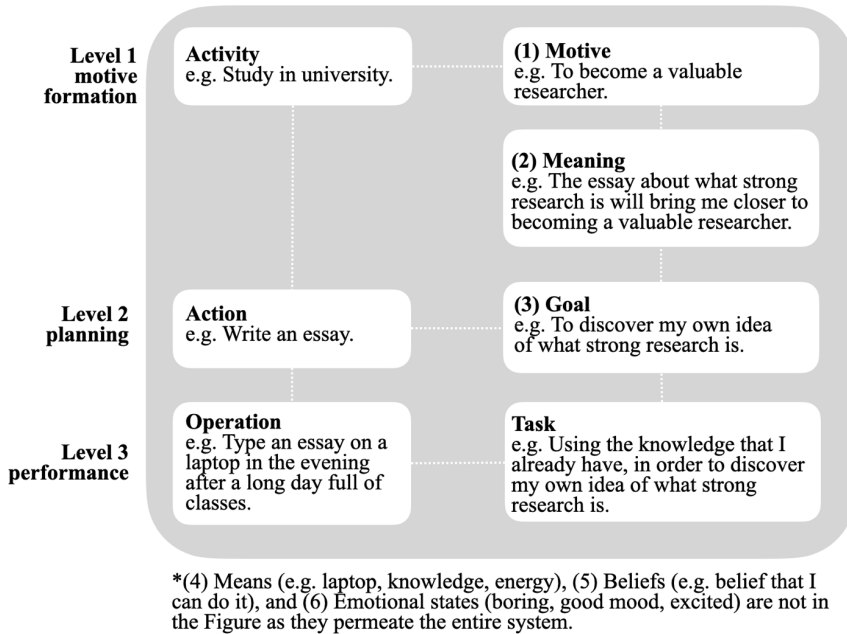 Level 1
motive
formation
Activity
e.g. Study in university.
(1) Motive
e.g. To become a valuable
researcher.
(2) Meaning
e.g. The essay about what strong
research is will bring me closer to
becoming a valuable researcher.
Level 2
planning
Action
e.g. Write an essay.
(3) Goal
e.g. To discover my own idea
of what strong research is.
Level 3
performance
Operation
e.g. Type an essay on a
laptop in the evening
after a long day full of
classes.
Task
e.g. Using the knowledge that I
already have, in order to discover
my own idea of what strong
research is.
*(4) Means (e.g. laptop, knowledge, energy), (5) Beliefs (e.g. belief that I
can do it), and (6) Emotional states (boring, good mood, excited) are not in
the Figure as they permeate the entire system.